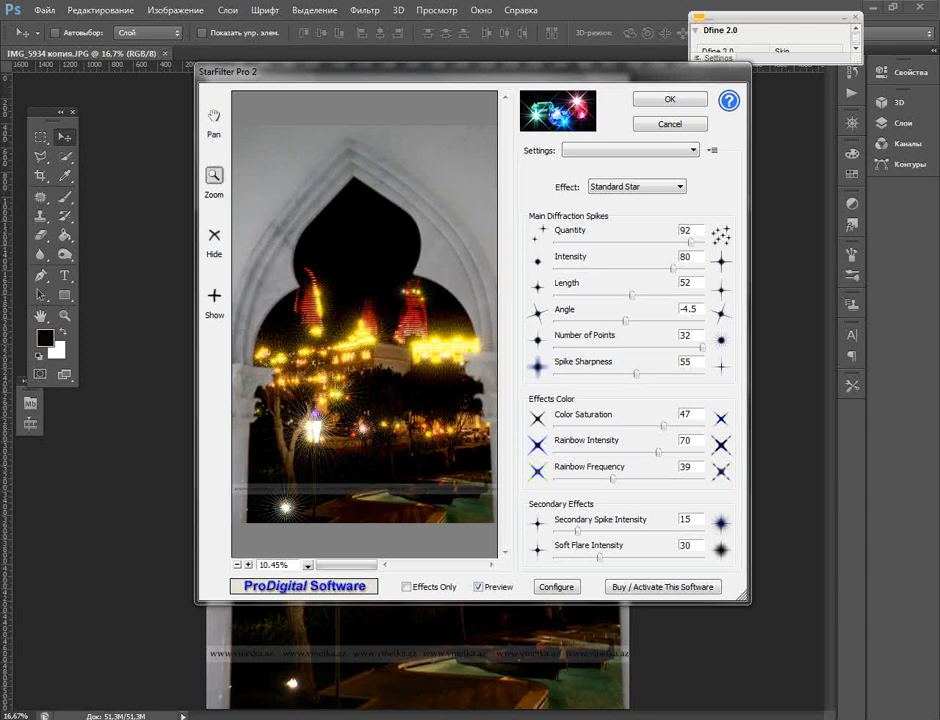 Ps Файл Редактирование Изображение Слои Шрифт Выделение Фильтр 3D Просмотр Окно Справка
Автовыбор: Слой Показать упр. элем. 3D-режим:
Dfine 2.0
Dfine 2.0 Skin
Settings
IMG_5934 копия.JPG @ 16,7% (RGB/8) ×
StarFilter Pro 2
Pan
Zoom
Hide
Show
OK
Cancel
Settings:
Effect: Standard Star
Main Diffraction Spikes
Quantity 92
Intensity 80
Length 52
Angle -4.5
Number of Points 32
Spike Sharpness 55
Effects Color
Color Saturation 47
Rainbow Intensity 70
Rainbow Frequency 39
Secondary Effects
Secondary Spike Intensity 15
Soft Flare Intensity 30
10.45%
ProDigital Software
Effects Only
Preview
Configure
Buy / Activate This Software
Свойства
3D
Слои
Каналы
Контуры
Mb
16,67% Док: 51,3M/51,3M